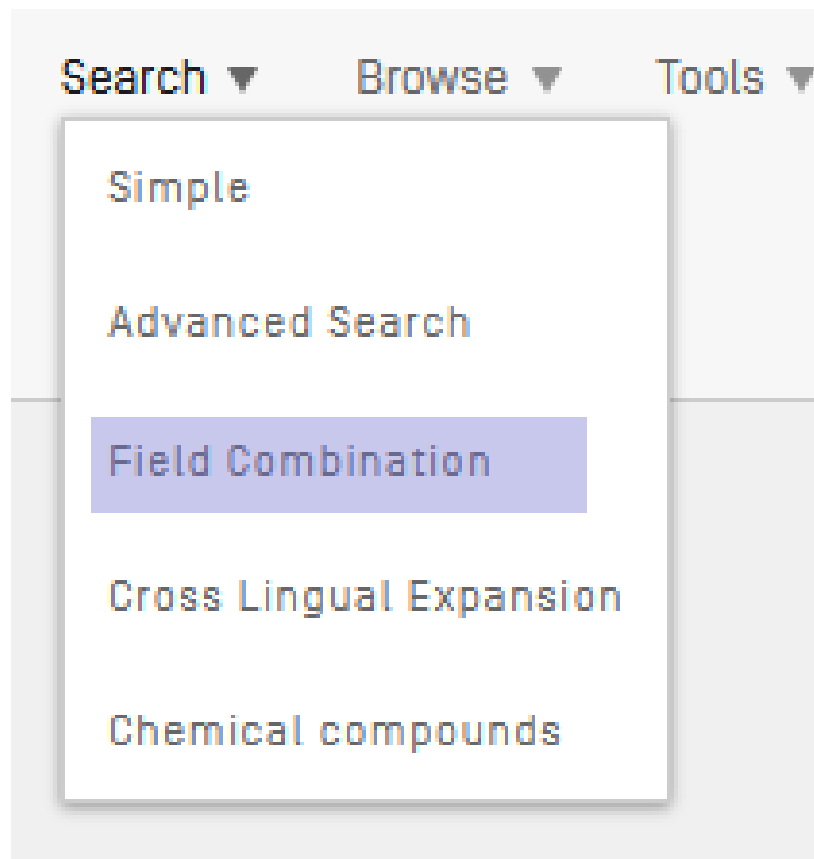 Search ▼ Browse ▼ Tools ▼
Simple
Advanced Search
Field Combination
Cross Lingual Expansion
Chemical compounds